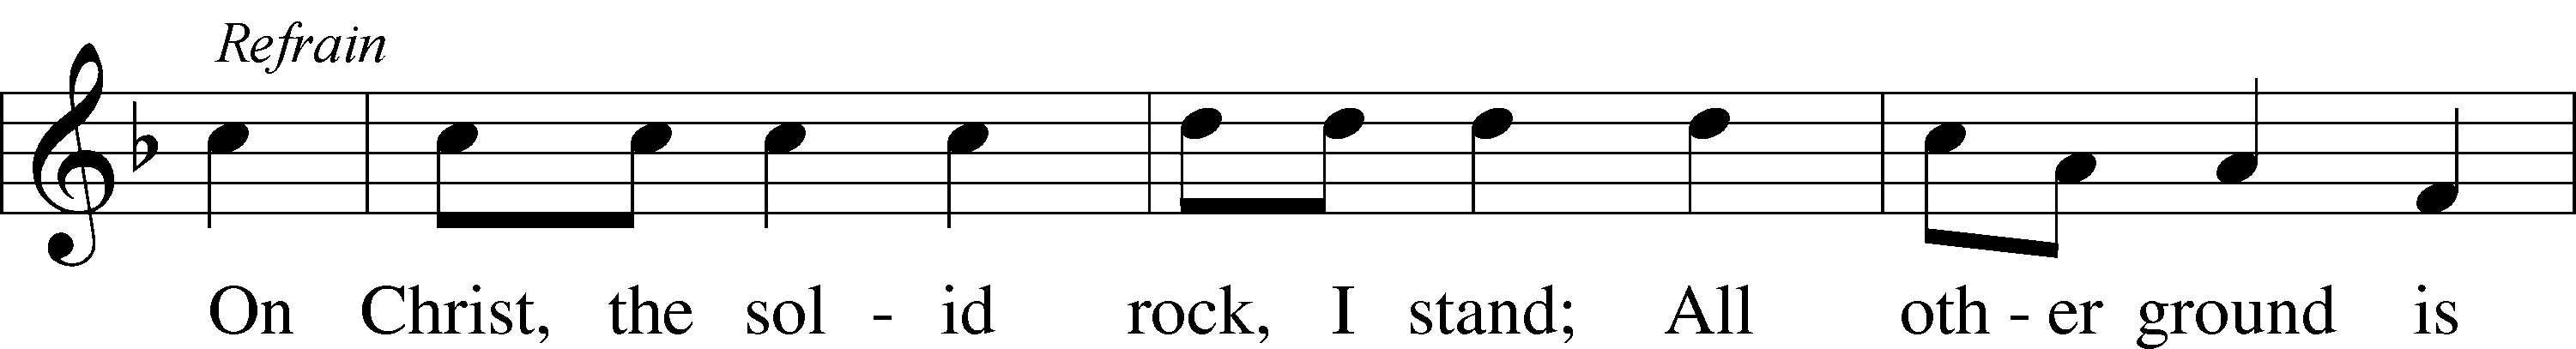 Refrain
On Christ, the sol - id rock, I stand; All oth - er ground is